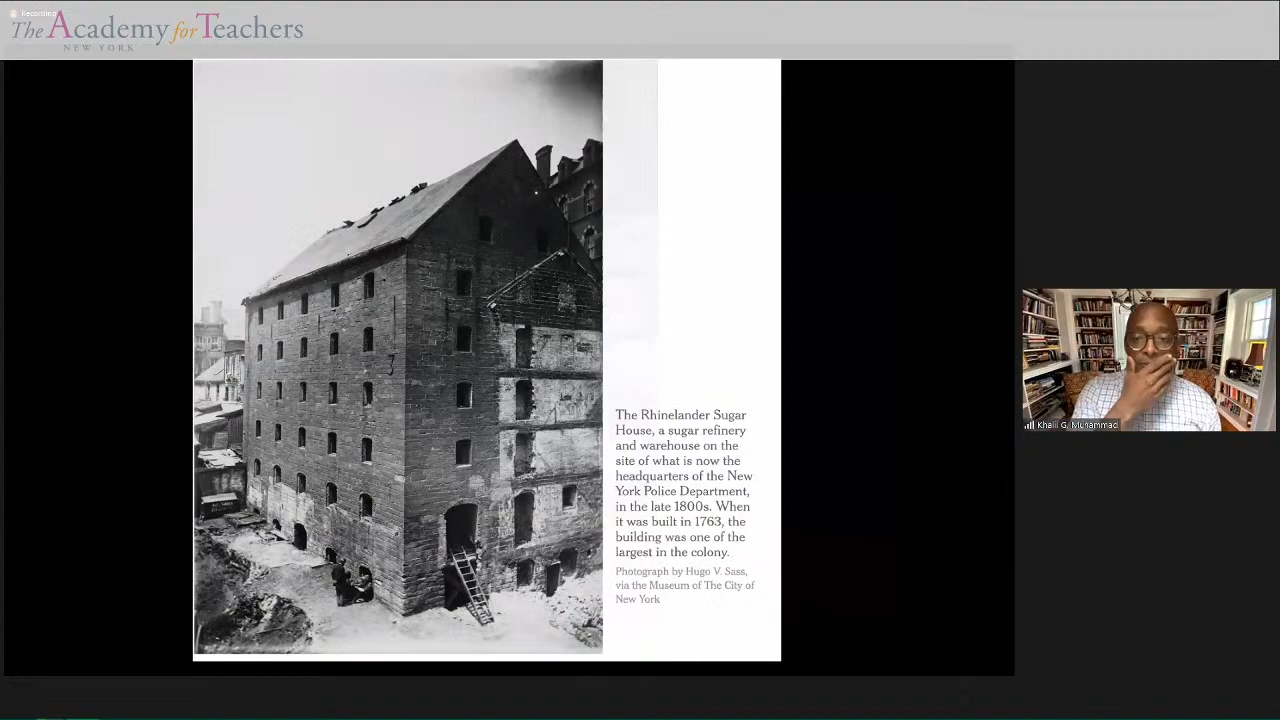 Recording
The Academy for Teachers
NEW YORK
The Rhinelander Sugar
House, a sugar refinery
and warehouse on the
site of what is now the
headquarters of the New
York Police Department,
in the late 1800s. When
it was built in 1763, the
building was one of the
largest in the colony.
Photograph by Hugo V. Sass,
via the Museum of The City of
New York
Khalil G. Muhammad